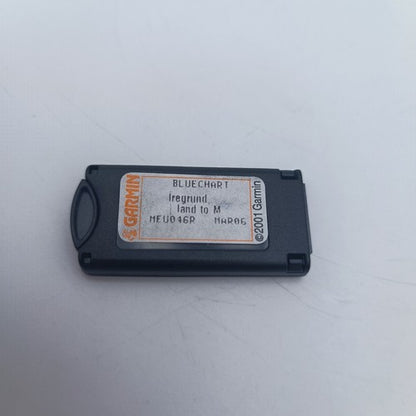 GARMIN
BLUECHART
Iregrund,
land to M
MEU046R MAR06
©2001 Garmin